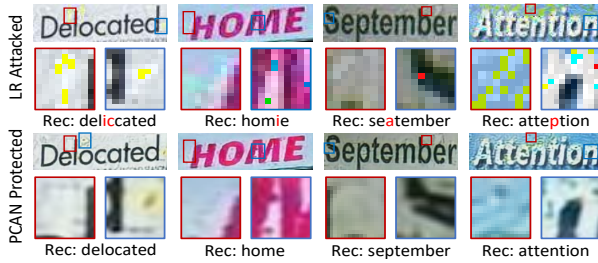 LR Attacked
Delocated HOME September Attention
Rec: deliccated Rec: homie Rec: seatember Rec: atteption
PCAN Protected
Delocated HOME September Attention
Rec: delocated Rec: home Rec: september Rec: attention